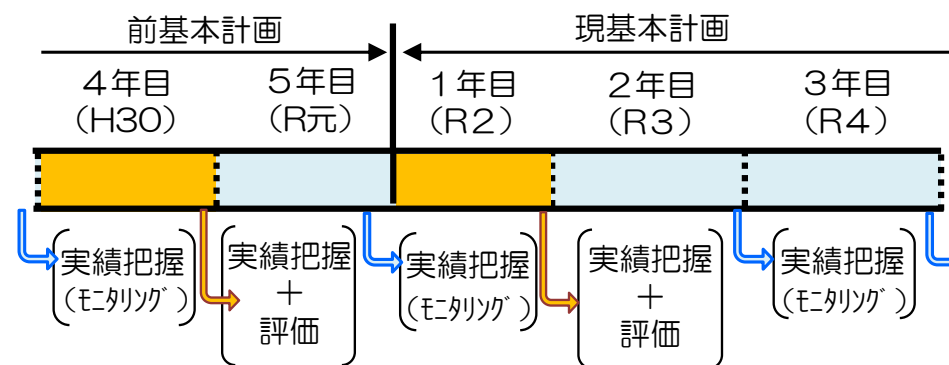 前基本計画
現基本計画
4年目
(H30)
5年目
(R元)
1年目
(R2)
2年目
(R3)
3年目
(R4)
実績把握
(ﾓﾆﾀﾘﾝｸﾞ)
実績把握
+
評価
実績把握
(ﾓﾆﾀﾘﾝｸﾞ)
実績把握
+
評価
実績把握
(ﾓﾆﾀﾘﾝｸﾞ)